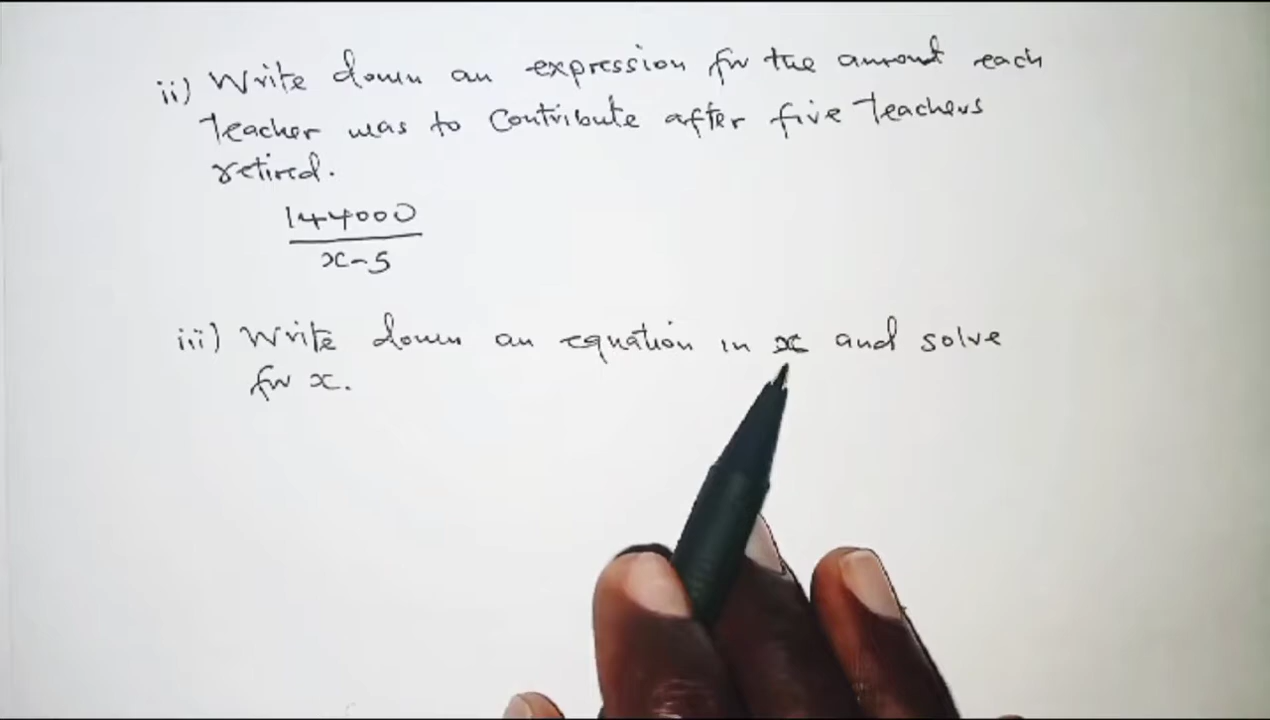 ii) Write down an expression for the amount each
teacher was to contribute after five teachers
retired.
144000
x-5
iii) Write down an equation in x and solve
for x.